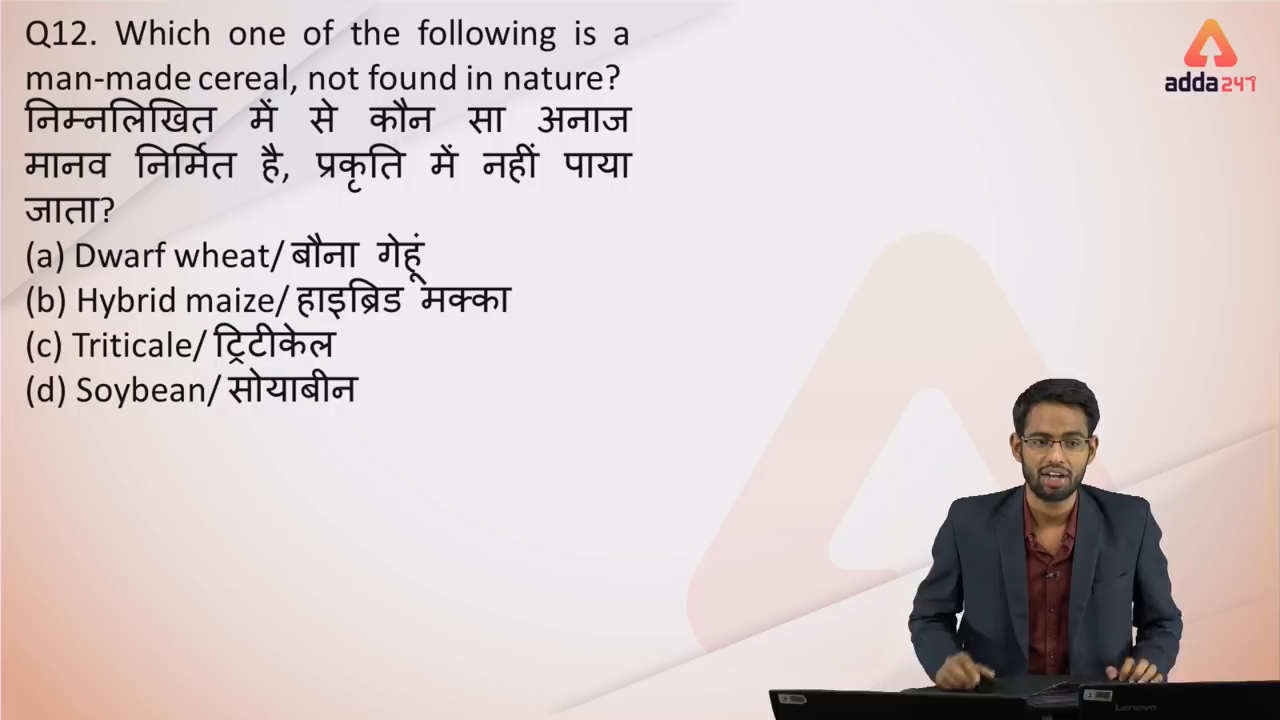 Q12. Which one of the following is a
man-made cereal, not found in nature?
निम्नलिखित में से कौन सा अनाज
मानव निर्मित है, प्रकृति में नहीं पाया
जाता?
(a) Dwarf wheat/ बौना गेहूं
(b) Hybrid maize/ हाइब्रिड मक्का
(c) Triticale/ ट्रिटीकेल
(d) Soybean/ सोयाबीन
adda247
Lenovo